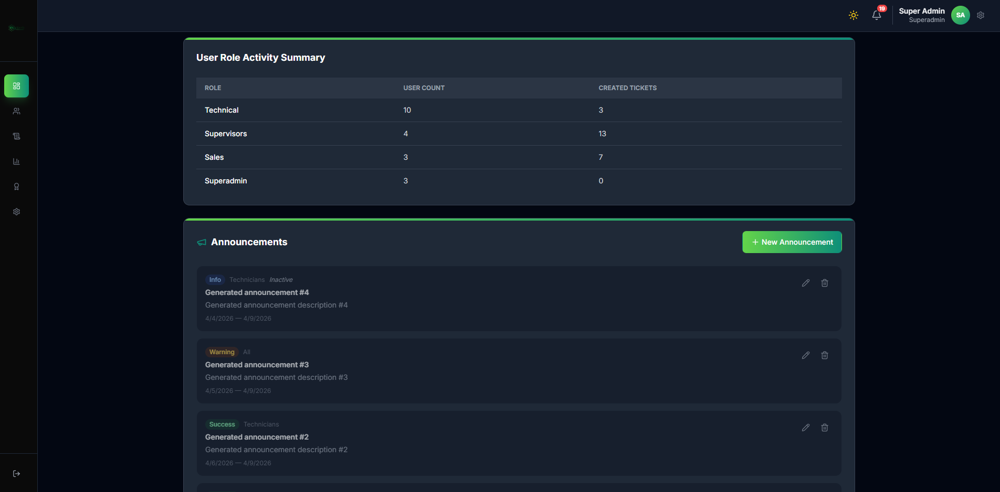 19
Super Admin
Superadmin
SA
User Role Activity Summary
ROLE USER COUNT CREATED TICKETS
Technical 10 3
Supervisors 4 13
Sales 3 7
Superadmin 3 0
Announcements
+ New Announcement
Info Technicians Inactive
Generated announcement #4
Generated announcement description #4
4/4/2026 — 4/9/2026
Warning All
Generated announcement #3
Generated announcement description #3
4/5/2026 — 4/9/2026
Success Technicians
Generated announcement #2
Generated announcement description #2
4/6/2026 — 4/9/2026